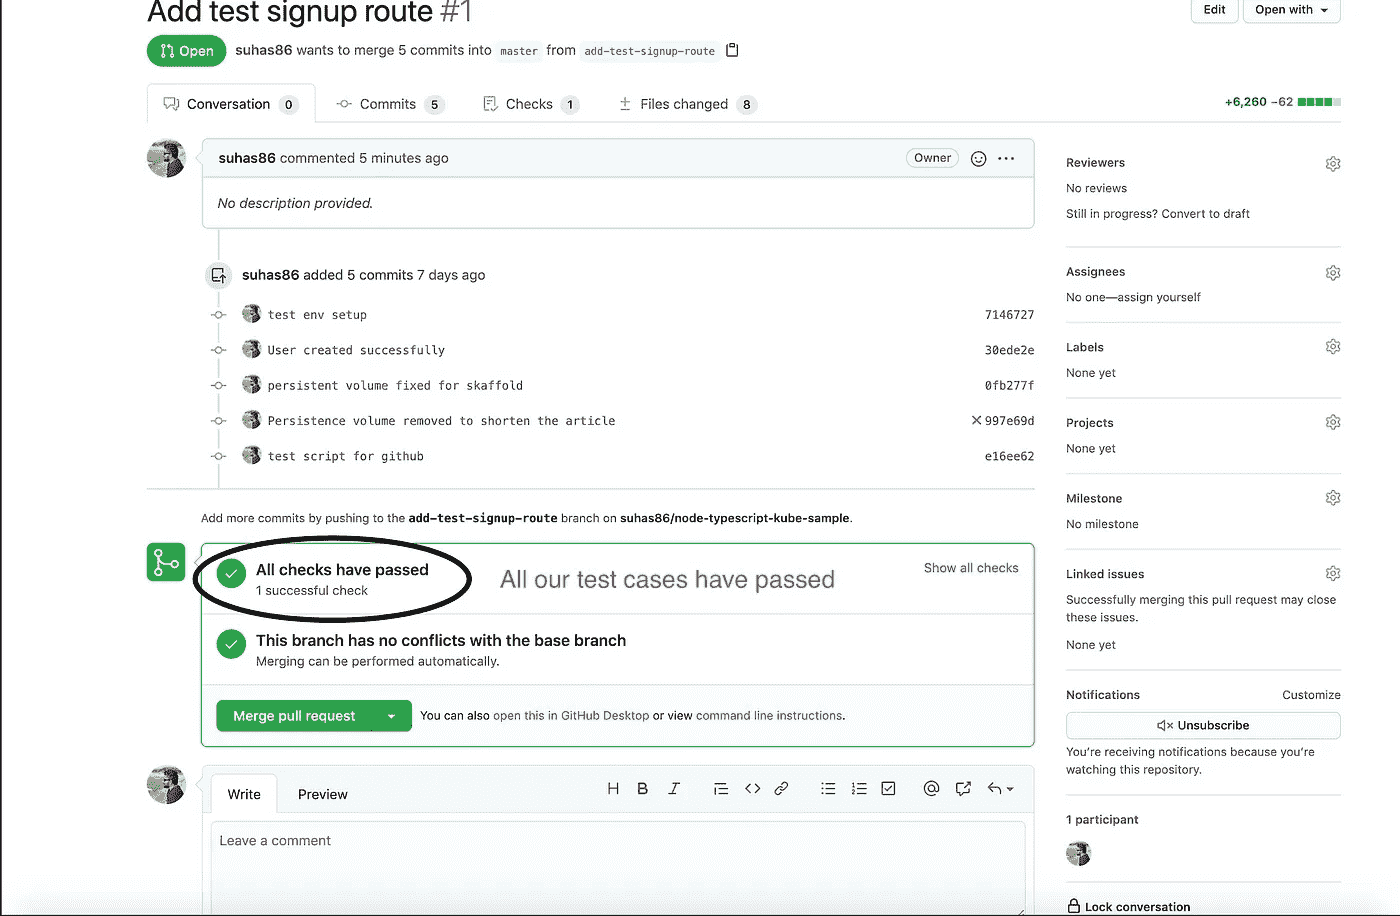 Add test signup route #1
Edit
Open with
Open
suhas86 wants to merge 5 commits into master from add-test-signup-route
Conversation 0
Commits 5
Checks 1
Files changed 8
+6,260 −62
suhas86 commented 5 minutes ago
Owner
No description provided.
suhas86 added 5 commits 7 days ago
test env setup 7146727
User created successfully 30ede2e
persistent volume fixed for skaffold 0fb277f
Persistence volume removed to shorten the article 997e69d
test script for github e16ee62
Add more commits by pushing to the add-test-signup-route branch on suhas86/node-typescript-kube-sample.
All checks have passed
1 successful check
All our test cases have passed
Show all checks
This branch has no conflicts with the base branch
Merging can be performed automatically.
Merge pull request
You can also open this in GitHub Desktop or view command line instructions.
Write
Preview
H B I
Leave a comment
Reviewers
No reviews
Still in progress? Convert to draft
Assignees
No one—assign yourself
Labels
None yet
Projects
None yet
Milestone
No milestone
Linked issues
Successfully merging this pull request may close
these issues.
None yet
Notifications
Customize
Unsubscribe
You're receiving notifications because you're
watching this repository.
1 participant
Lock conversation